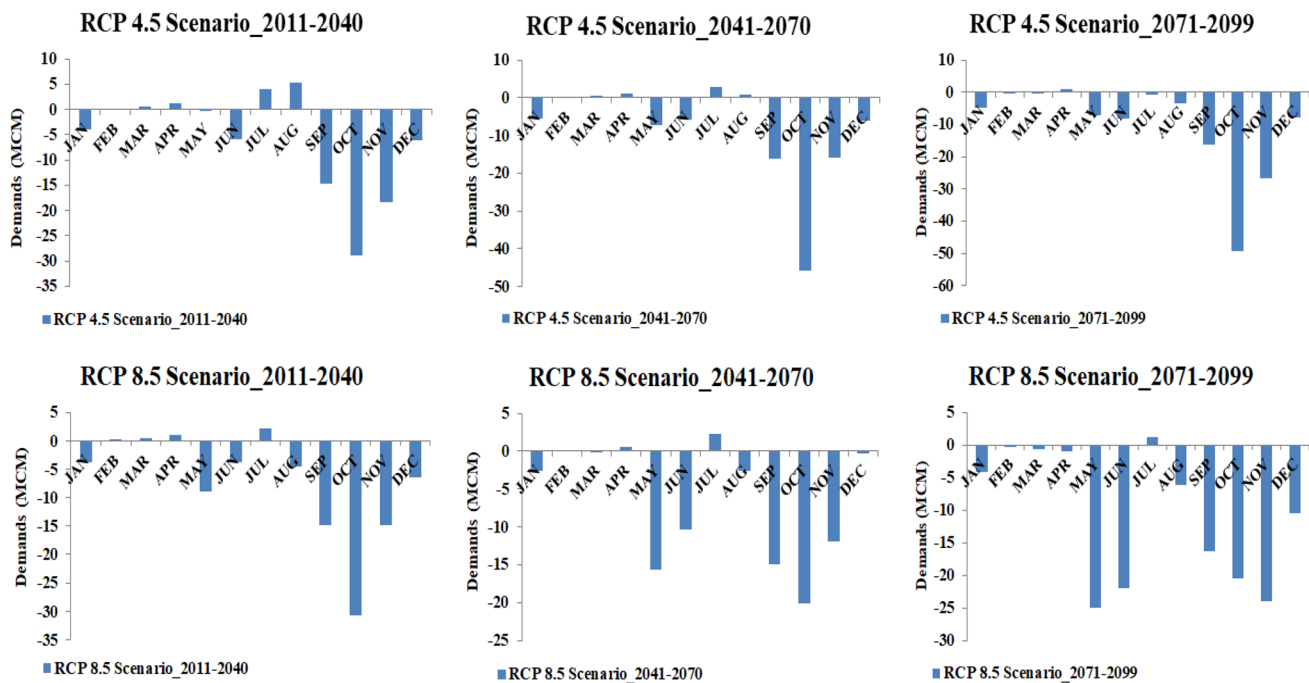 RCP 4.5 Scenario_2011-2040
10
5
0
-5
-10
-15
-20
-25
-30
-35
Demands (MCM)
JAN FEB MAR APR MAY JUN JUL AUG SEP OCT NOV DEC
RCP 4.5 Scenario_2011-2040
RCP 4.5 Scenario_2041-2070
10
0
-10
-20
-30
-40
-50
Demands (MCM)
JAN FEB MAR APR MAY JUN JUL AUG SEP OCT NOV DEC
RCP 4.5 Scenario_2041-2070
RCP 4.5 Scenario_2071-2099
10
0
-10
-20
-30
-40
-50
-60
Demands (MCM)
JAN FEB MAR APR MAY JUN JUL AUG SEP OCT NOV DEC
RCP 4.5 Scenario_2071-2099
RCP 8.5 Scenario_2011-2040
5
0
-5
-10
-15
-20
-25
-30
-35
Demands (MCM)
JAN FEB MAR APR MAY JUN JUL AUG SEP OCT NOV DEC
RCP 8.5 Scenario_2011-2040
RCP 8.5 Scenario_2041-2070
5
0
-5
-10
-15
-20
-25
Demands (MCM)
JAN FEB MAR APR MAY JUN JUL AUG SEP OCT NOV DEC
RCP 8.5 Scenario_2041-2070
RCP 8.5 Scenario_2071-2099
5
0
-5
-10
-15
-20
-25
-30
Demands (MCM)
JAN FEB MAR APR MAY JUN JUL AUG SEP OCT NOV DEC
RCP 8.5 Scenario_2071-2099